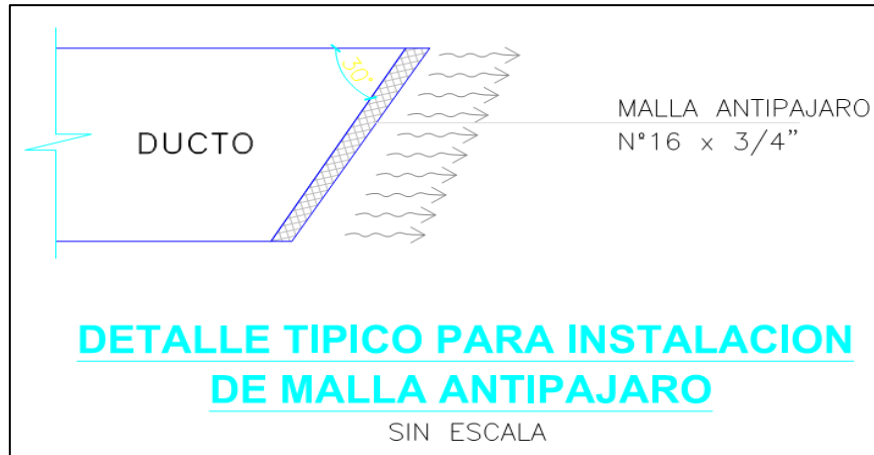 30°
DUCTO
MALLA ANTIPAJARO
N°16 x 3/4"
DETALLE TIPICO PARA INSTALACION
DE MALLA ANTIPAJARO
SIN ESCALA